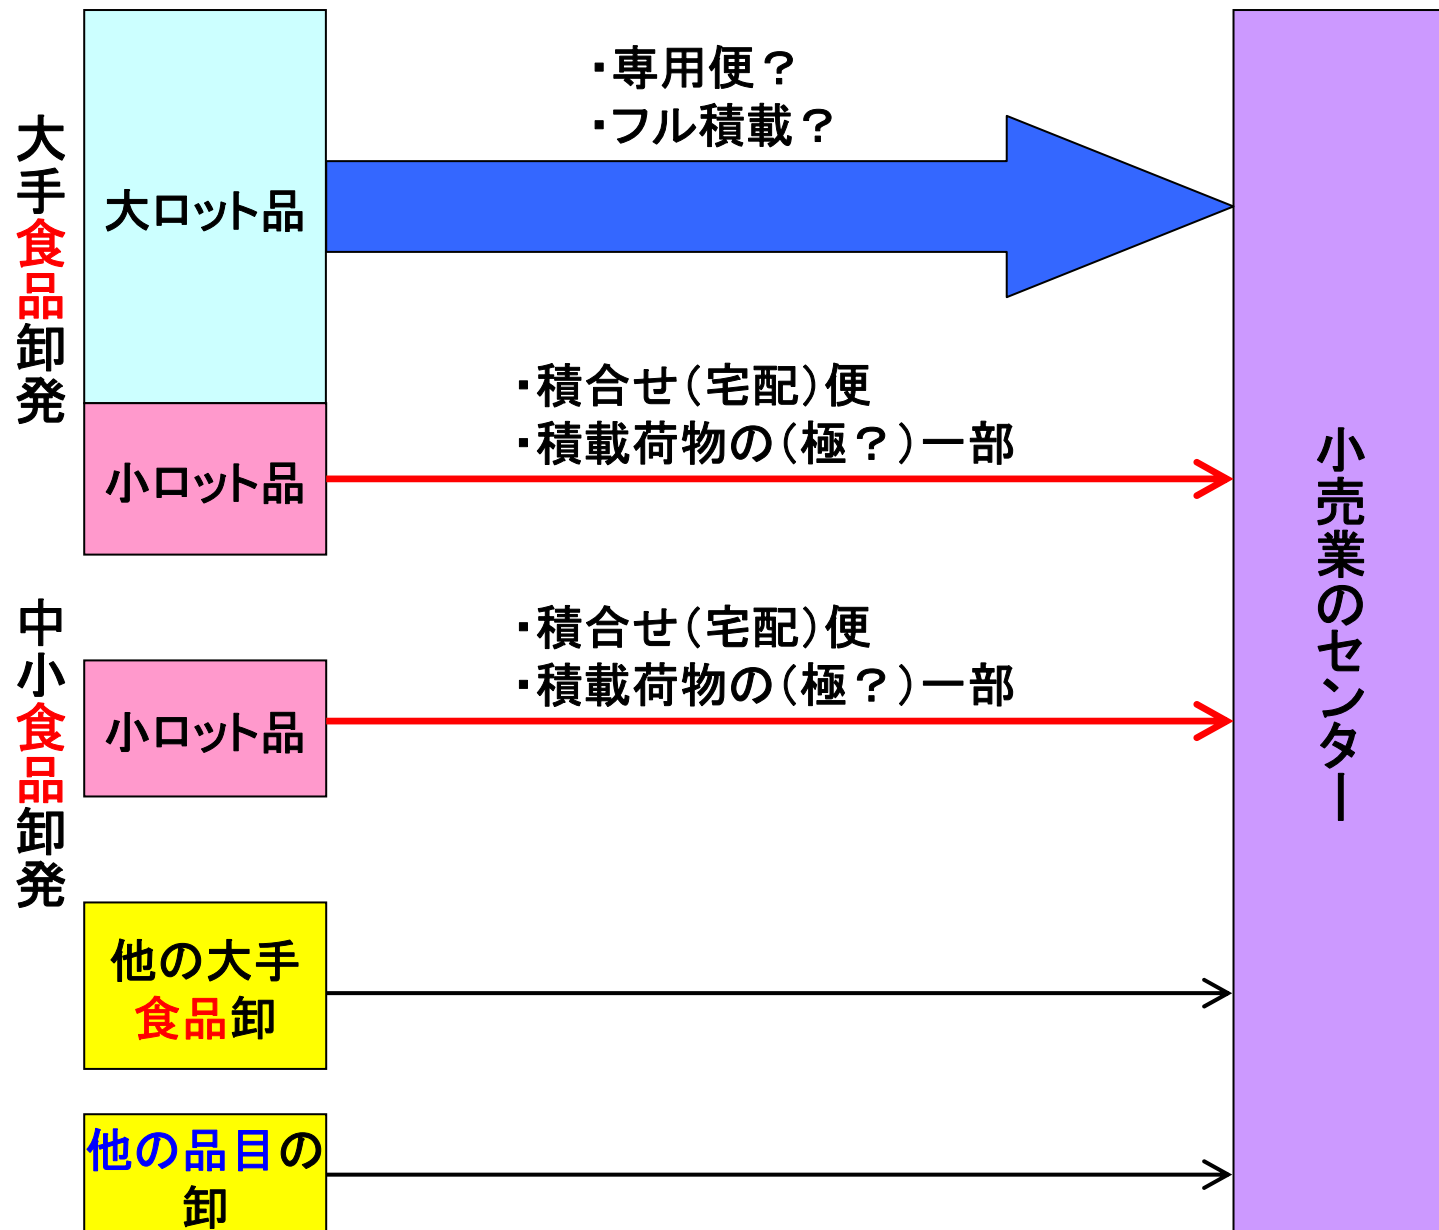 大手食品卸発
大ロット品
・専用便？
・フル積載？
小ロット品
・積合せ（宅配）便
・積載荷物の（極？）一部
中小食品卸発
小ロット品
・積合せ（宅配）便
・積載荷物の（極？）一部
他の大手
食品卸
他の品目の
卸
小売業のセンター